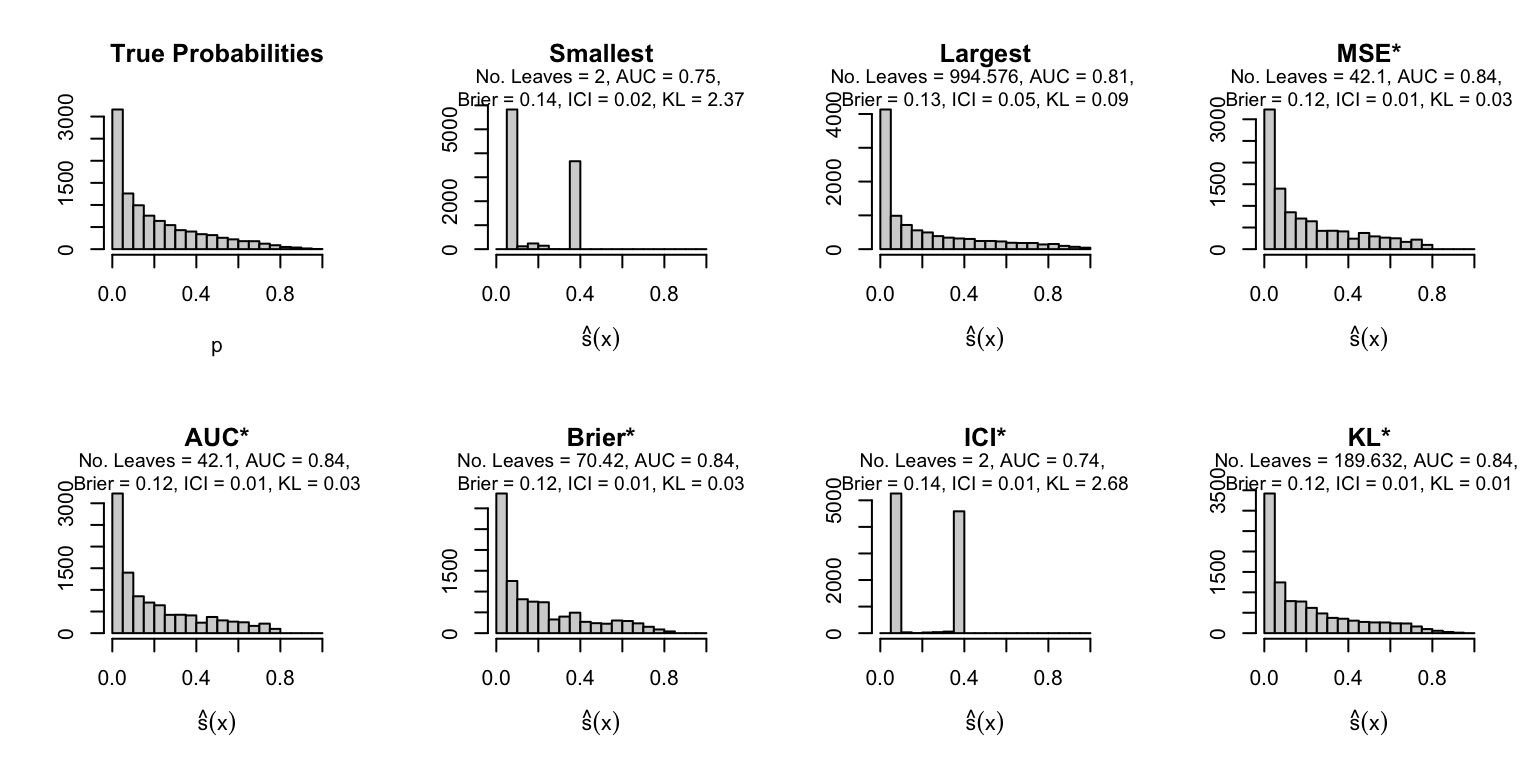 True Probabilities
3000
1500
0
0.0 0.4 0.8
p
Smallest
No. Leaves = 2, AUC = 0.75,
Brier = 0.14, ICI = 0.02, KL = 2.37
5000
2000
0
0.0 0.4 0.8
ŝ(x)
Largest
No. Leaves = 994.576, AUC = 0.81,
Brier = 0.13, ICI = 0.05, KL = 0.09
4000
2000
0
0.0 0.4 0.8
ŝ(x)
MSE*
No. Leaves = 42.1, AUC = 0.84,
Brier = 0.12, ICI = 0.01, KL = 0.03
3000
1500
0
0.0 0.4 0.8
ŝ(x)
AUC*
No. Leaves = 42.1, AUC = 0.84,
Brier = 0.12, ICI = 0.01, KL = 0.03
3000
1500
0
0.0 0.4 0.8
ŝ(x)
Brier*
No. Leaves = 70.42, AUC = 0.84,
Brier = 0.12, ICI = 0.01, KL = 0.03
1500
0
0.0 0.4 0.8
ŝ(x)
ICI*
No. Leaves = 2, AUC = 0.74,
Brier = 0.14, ICI = 0.01, KL = 2.68
5000
2000
0
0.0 0.4 0.8
ŝ(x)
KL*
No. Leaves = 189.632, AUC = 0.84,
Brier = 0.12, ICI = 0.01, KL = 0.01
3500
1500
0
0.0 0.4 0.8
ŝ(x)